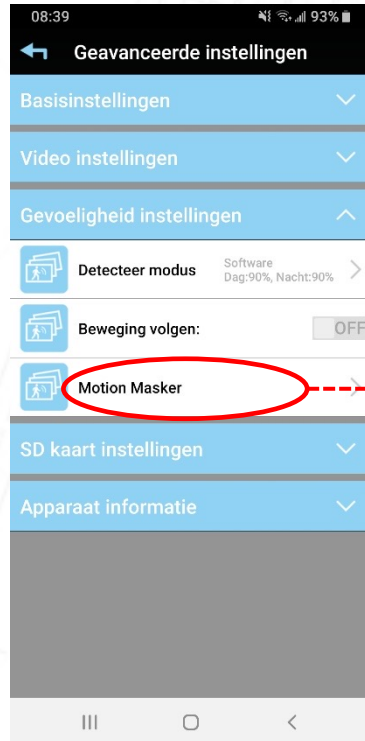 08:39 93%
Geavanceerde instellingen
Basisinstellingen
Video instellingen
Gevoeligheid instellingen
Detecteer modus
Software
Dag:90%, Nacht:90%
Beweging volgen:
OFF
Motion Masker
SD kaart instellingen
Apparaat informatie